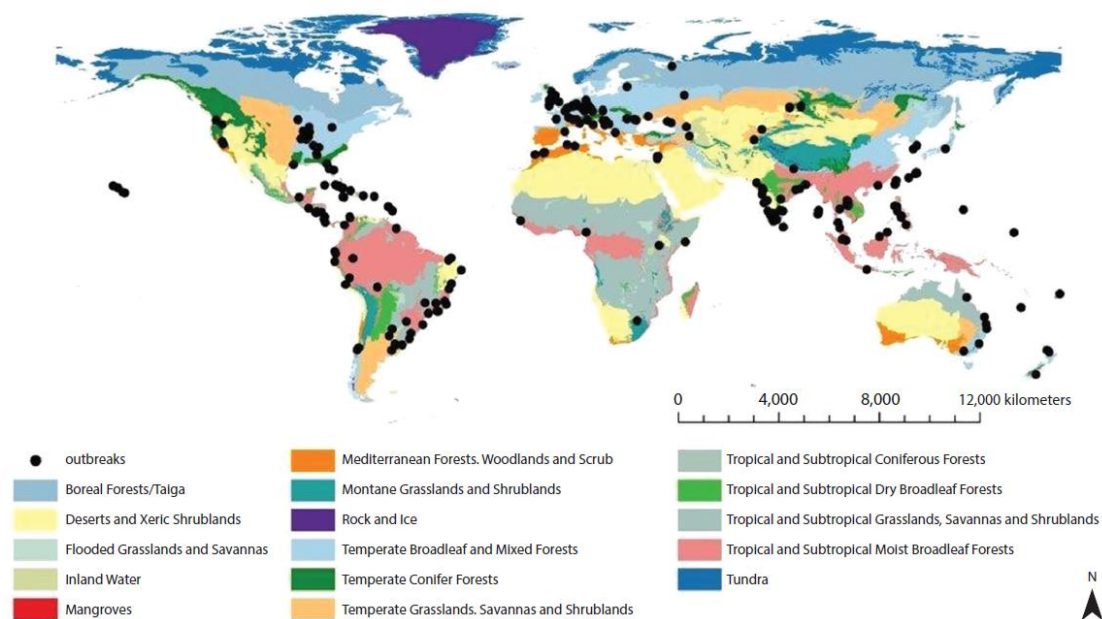 0 4,000 8,000 12,000 kilometers
outbreaks
Boreal Forests/Taiga
Deserts and Xeric Shrublands
Flooded Grasslands and Savannas
Inland Water
Mangroves
Mediterranean Forests. Woodlands and Scrub
Montane Grasslands and Shrublands
Rock and Ice
Temperate Broadleaf and Mixed Forests
Temperate Conifer Forests
Temperate Grasslands. Savannas and Shrublands
Tropical and Subtropical Coniferous Forests
Tropical and Subtropical Dry Broadleaf Forests
Tropical and Subtropical Grasslands, Savannas and Shrublands
Tropical and Subtropical Moist Broadleaf Forests
Tundra
N